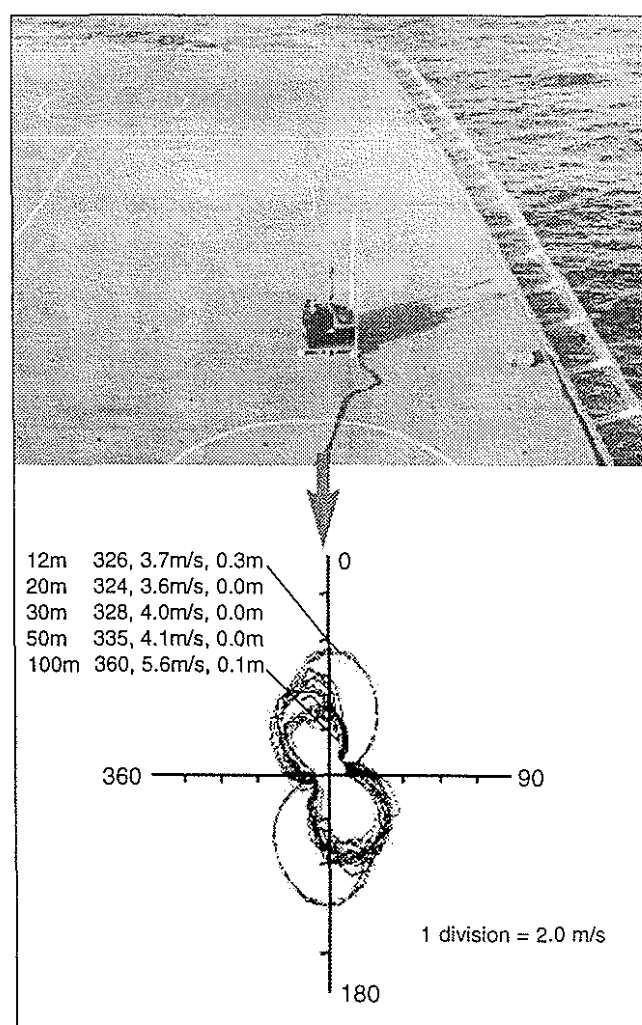 12m 326, 3.7m/s, 0.3m
20m 324, 3.6m/s, 0.0m
30m 328, 4.0m/s, 0.0m
50m 335, 4.1m/s, 0.0m
100m 360, 5.6m/s, 0.1m
0
360
90
1 division = 2.0 m/s
180